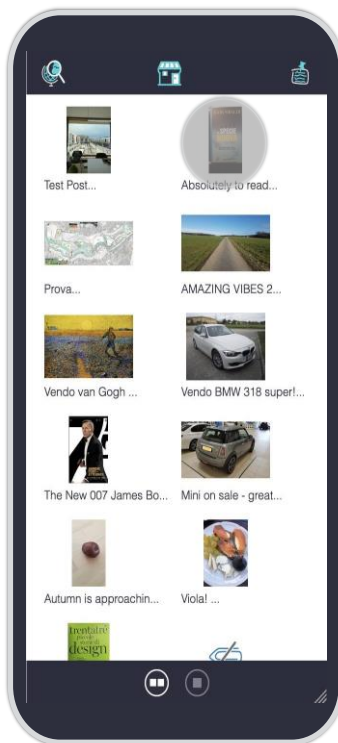 Test Post...
Absolutely to read...
Prova...
AMAZING VIBES 2...
Vendo van Gogh ...
Vendo BMW 318 super!...
The New 007 James Bo...
Mini on sale - great...
Autumn is approachin...
Viola! ...
trentatré
design